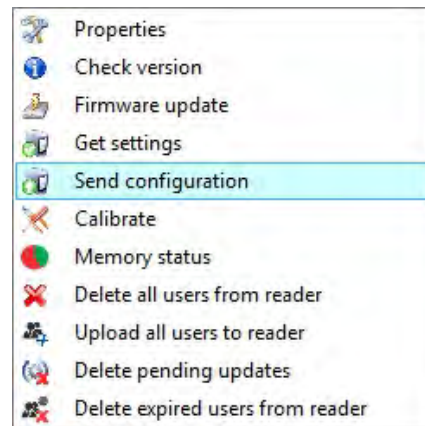 Properties
Check version
Firmware update
Get settings
Send configuration
Calibrate
Memory status
Delete all users from reader
Upload all users to reader
Delete pending updates
Delete expired users from reader